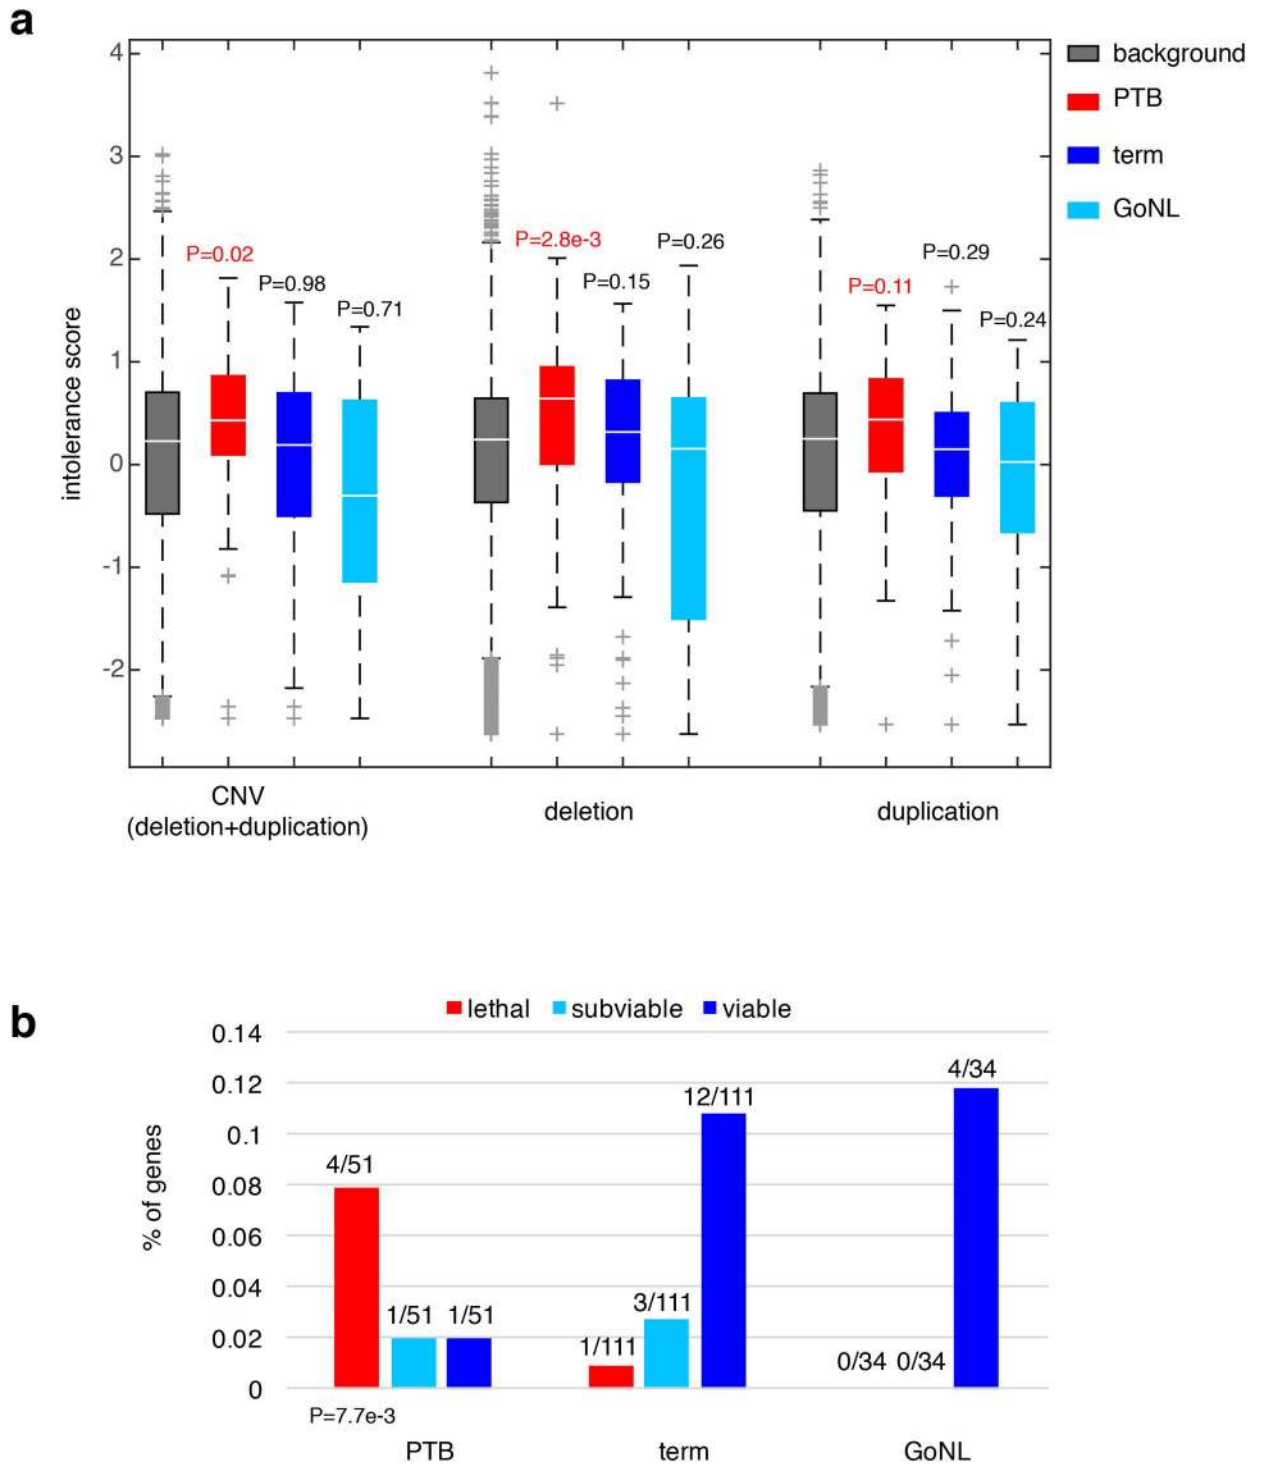 a
4
3
2
1
0
-1
-2
intolerance score
P=0.02
P=0.98
P=0.71
P=2.8e-3
P=0.15
P=0.26
P=0.11
P=0.29
P=0.24
background
PTB
term
GoNL
CNV
(deletion+duplication)
deletion
duplication
b
lethal subviable viable
0.14
0.12
0.1
0.08
0.06
0.04
0.02
0
% of genes
4/51
1/51 1/51
1/111
3/111
12/111
0/34 0/34
4/34
P=7.7e-3
PTB term GoNL